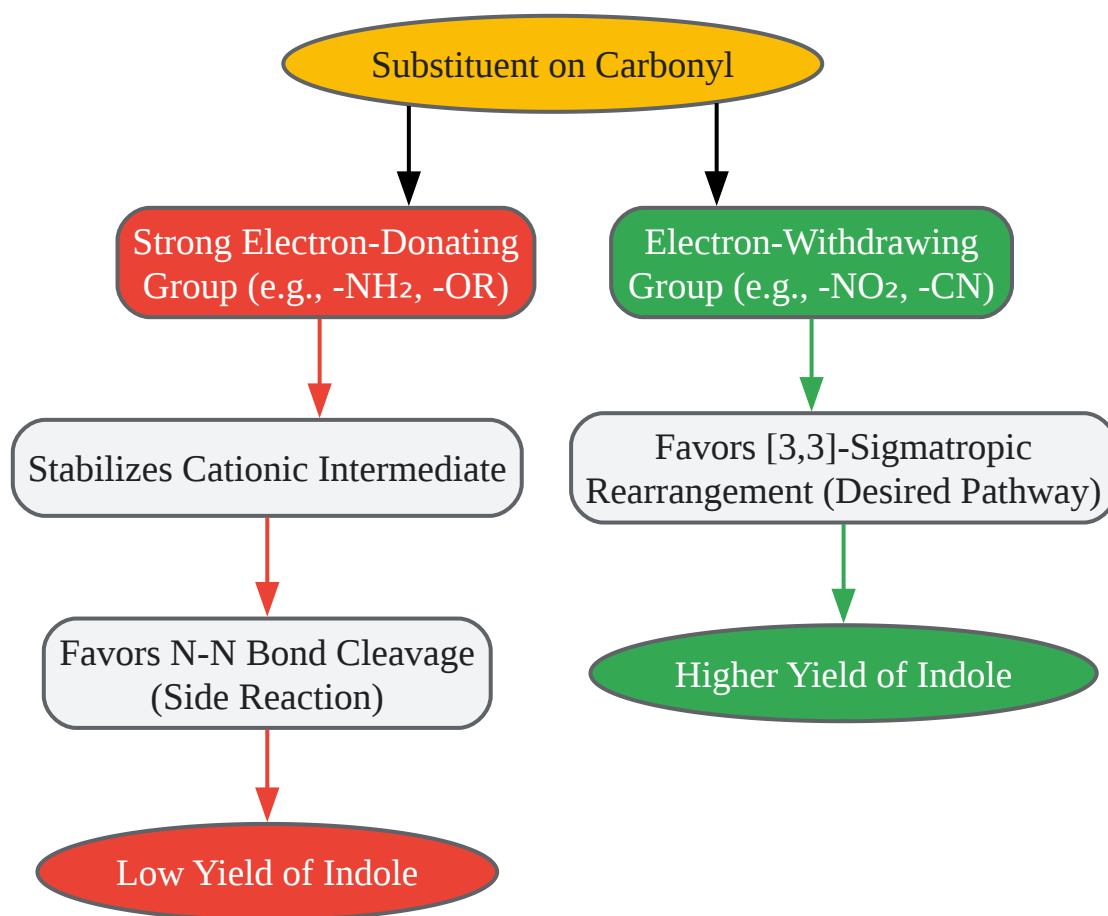 Substituent on Carbonyl
Strong Electron-Donating
Group (e.g., -NH₂, -OR)
Electron-Withdrawing
Group (e.g., -NO₂, -CN)
Stabilizes Cationic Intermediate
Favors [3,3]-Sigmatropic
Rearrangement (Desired Pathway)
Favors N-N Bond Cleavage
(Side Reaction)
Higher Yield of Indole
Low Yield of Indole